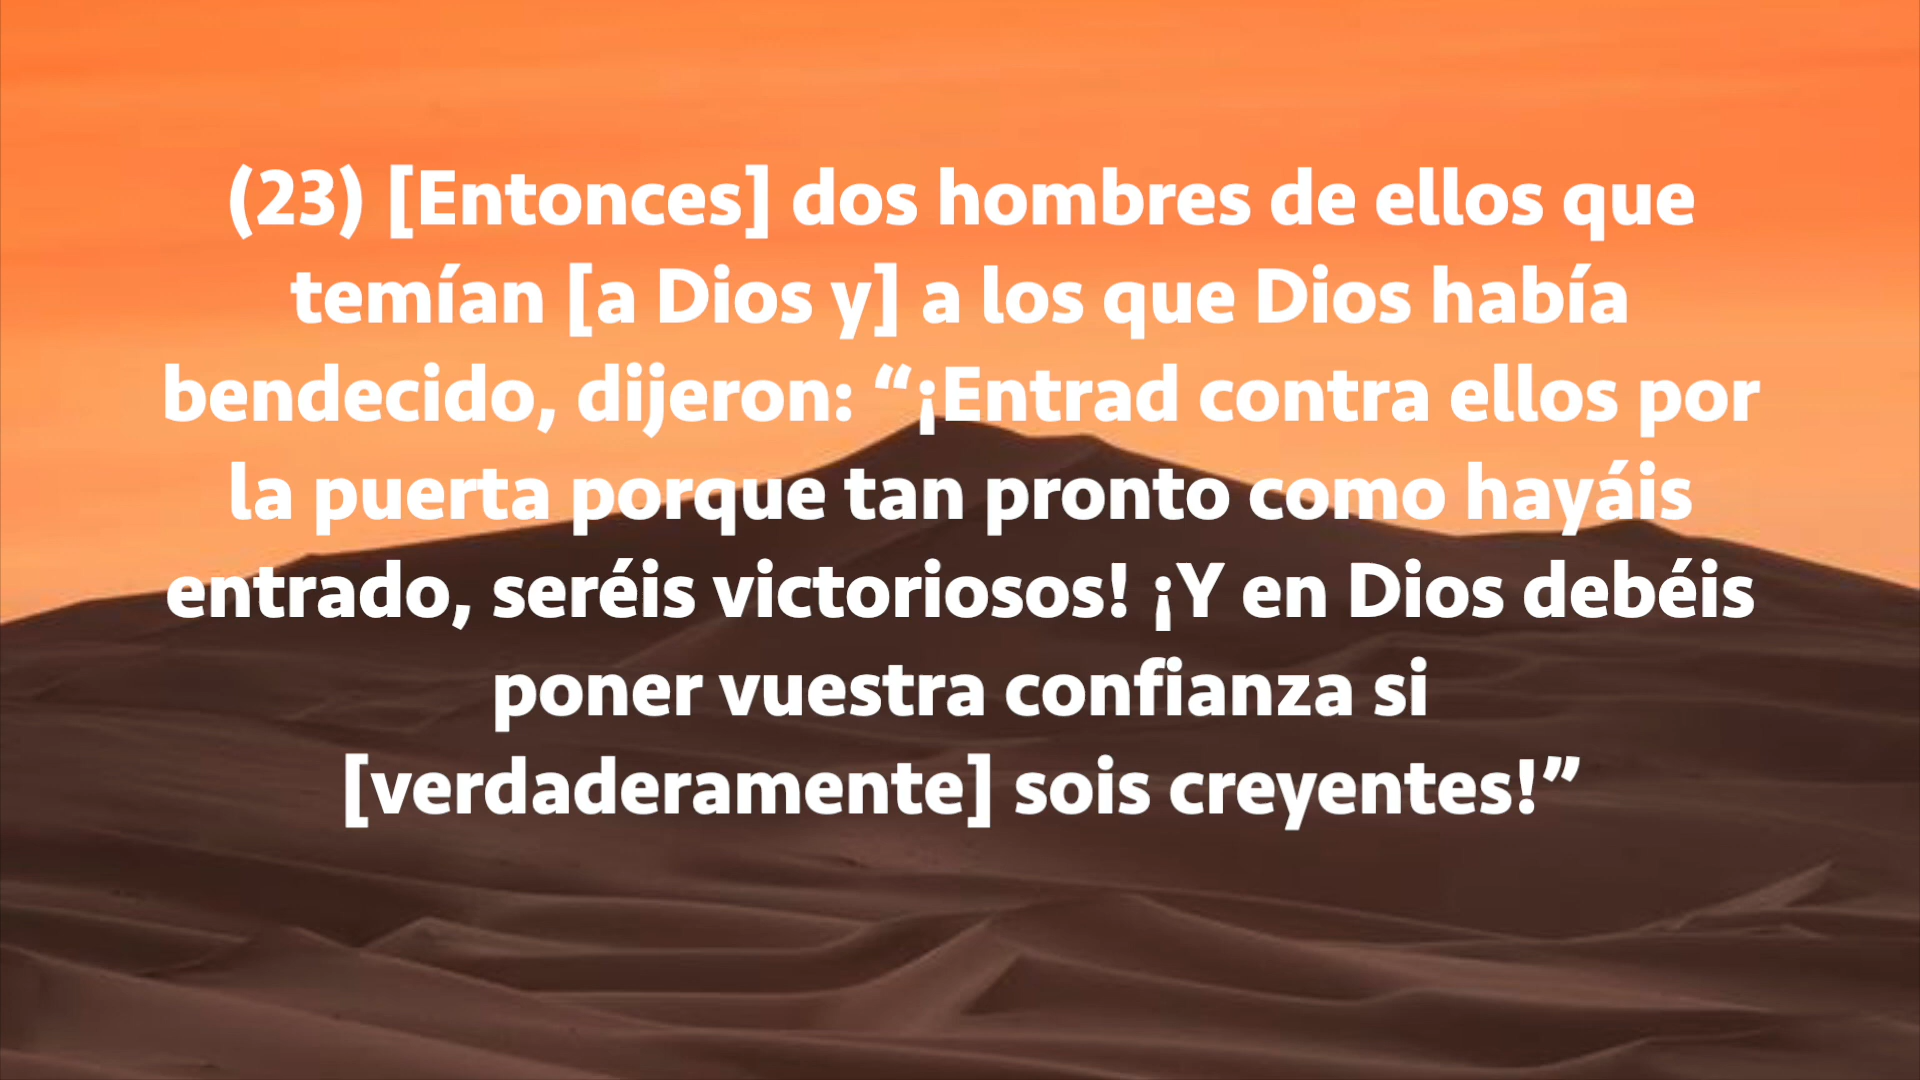 (23) [Entonces] dos hombres de ellos que
temían [a Dios y] a los que Dios había
bendecido, dijeron: “¡Entrad contra ellos por
la puerta porque tan pronto como hayáis
entrado, seréis victoriosos! ¡Y en Dios debéis
poner vuestra confianza si
[verdaderamente] sois creyentes!”